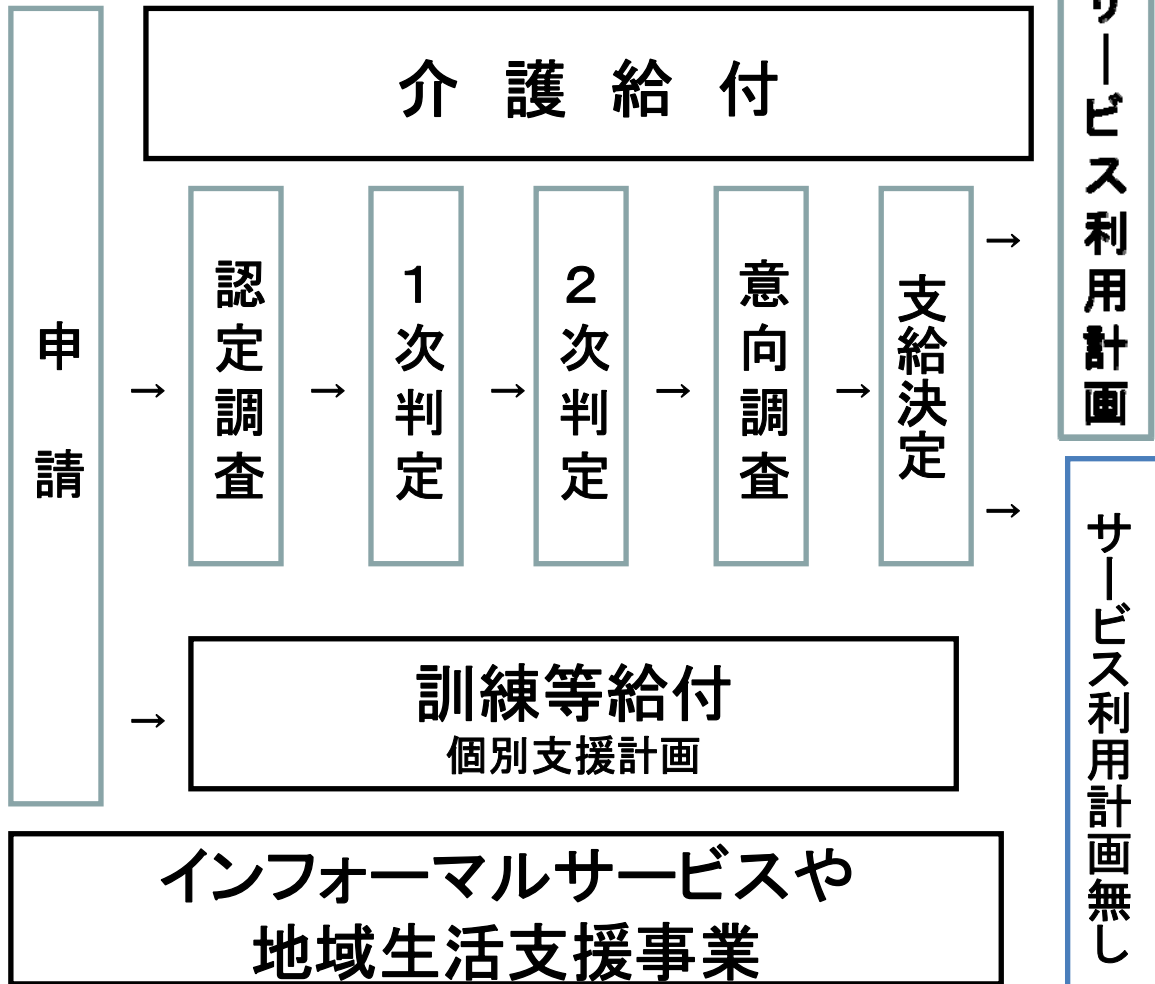 申請
介護給付
→
認定調査
→
1次判定
→
2次判定
→
意向調査
→
支給決定
→
サービス利用計画
→
サービス利用計画無し
→
訓練等給付
個別支援計画
インフォーマルサービスや
地域生活支援事業